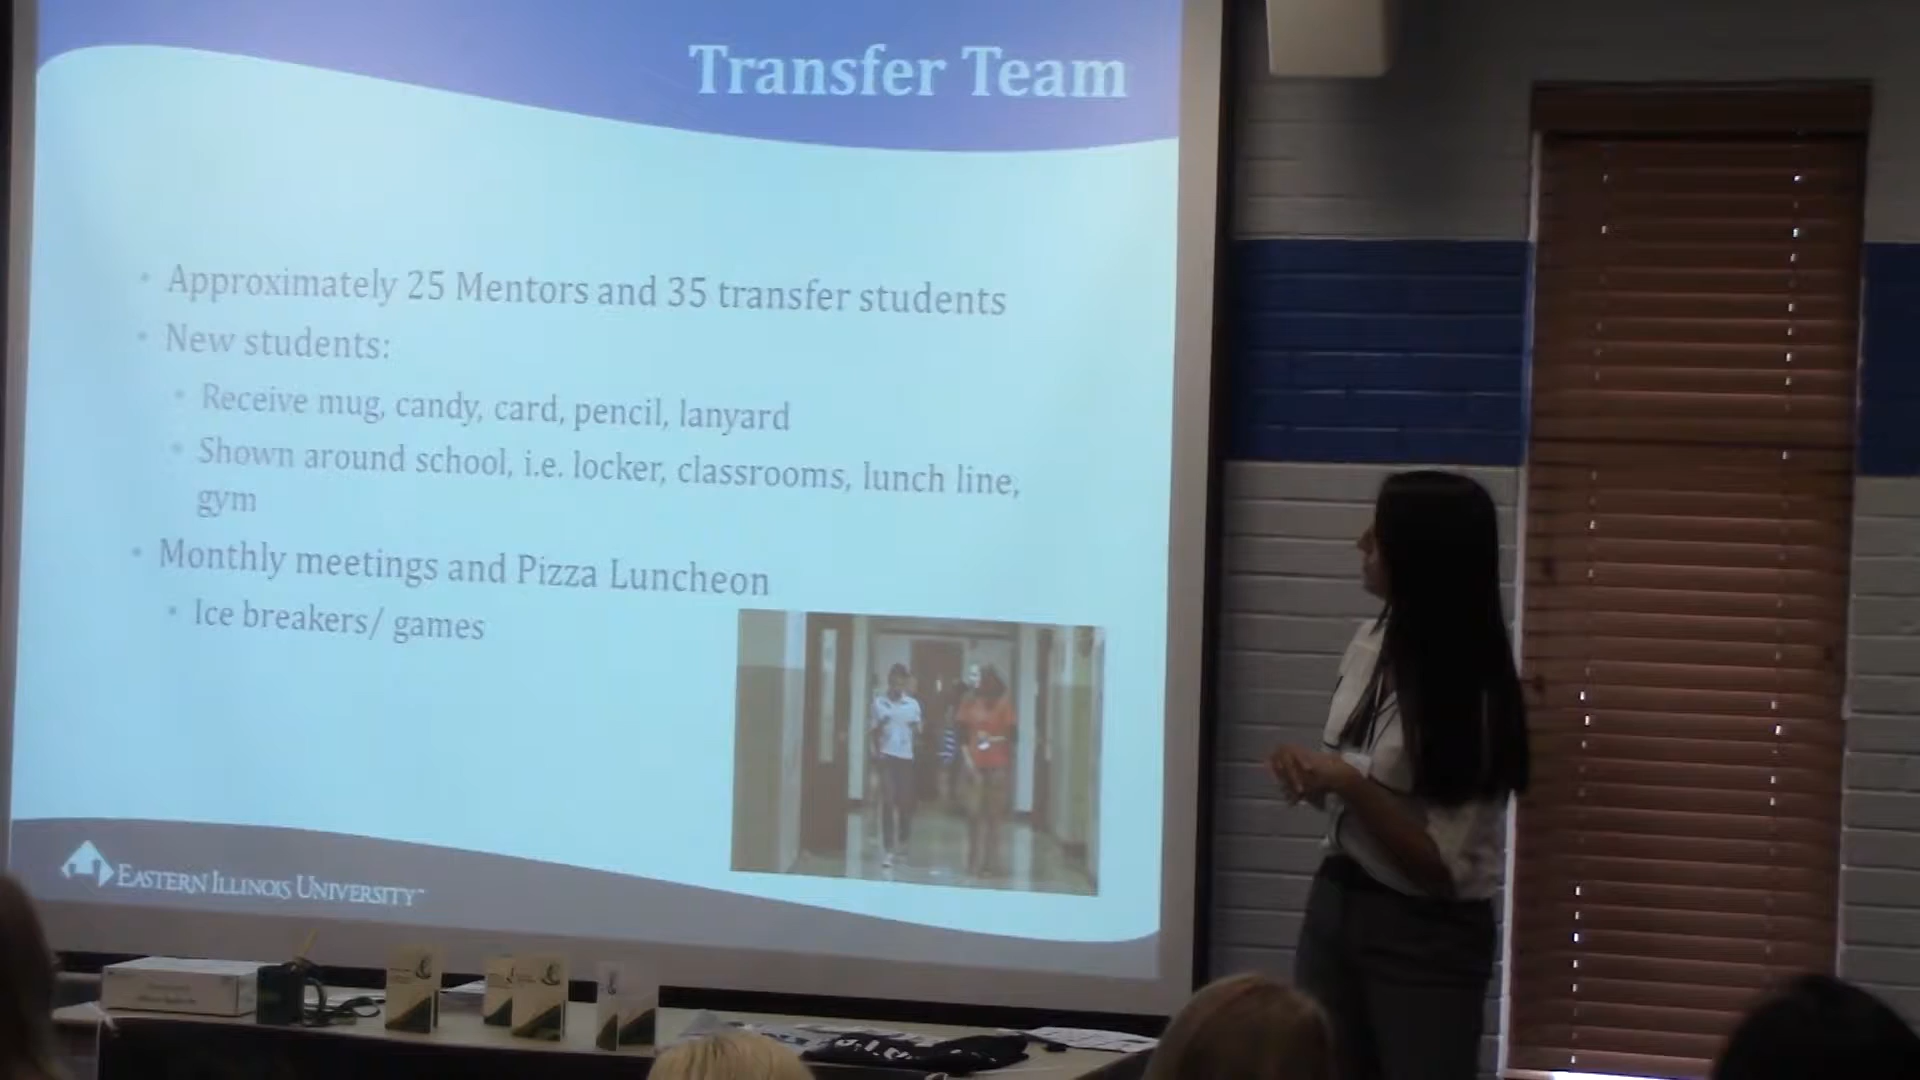 Transfer Team
• Approximately 25 Mentors and 35 transfer students
• New students:
• Receive mug, candy, card, pencil, lanyard
• Shown around school, i.e. locker, classrooms, lunch line,
gym
• Monthly meetings and Pizza Luncheon
• Ice breakers/ games
EASTERN ILLINOIS UNIVERSITY™